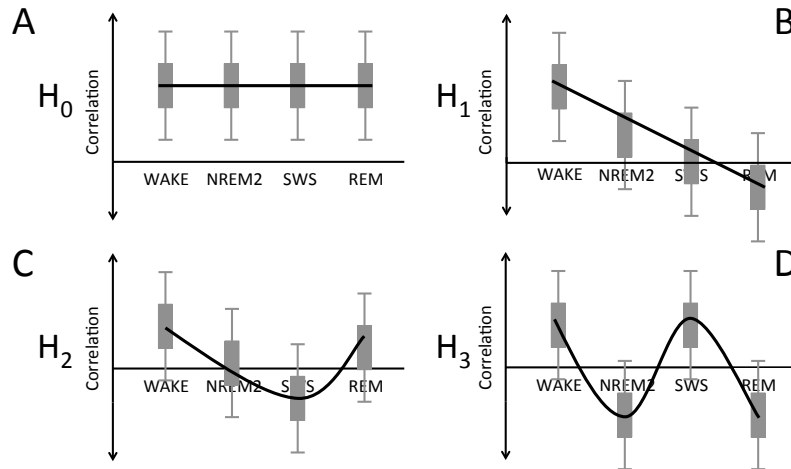 A
H0
Correlation
WAKE NREM2 SWS REM
B
H1
Correlation
WAKE NREM2 SWS REM
C
H2
Correlation
WAKE NREM2 SWS REM
D
H3
Correlation
WAKE NREM2 SWS REM